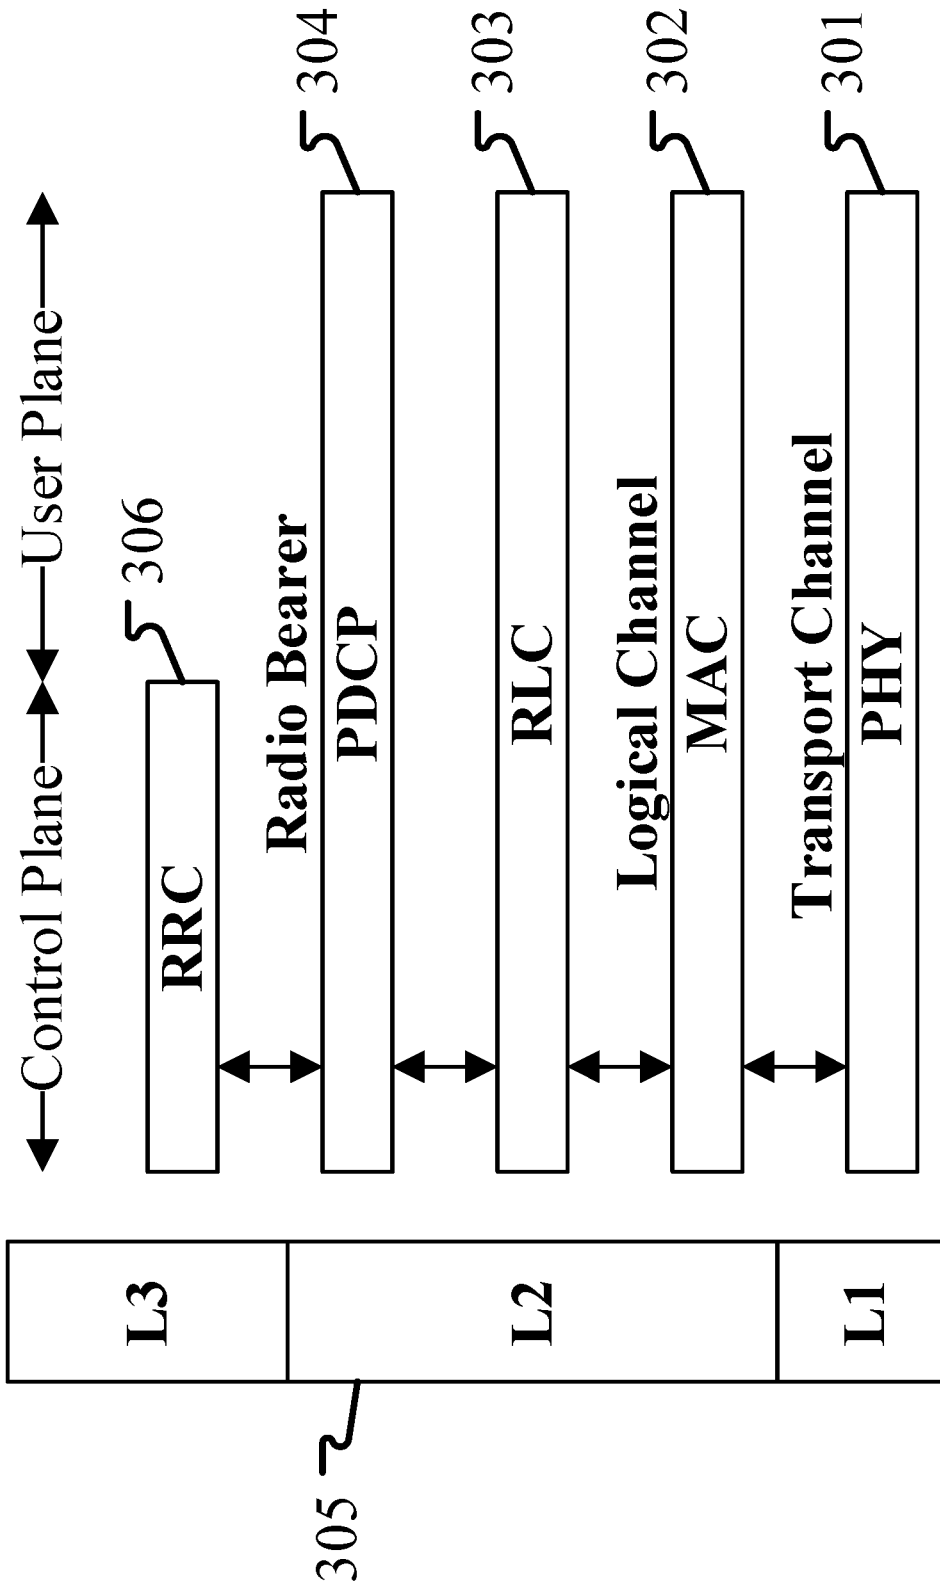 Control Plane
User Plane
306
RRC
L3
Radio Bearer
304
PDCP
305
303
RLC
L2
Logical Channel
302
MAC
Transport Channel
301
PHY
L1